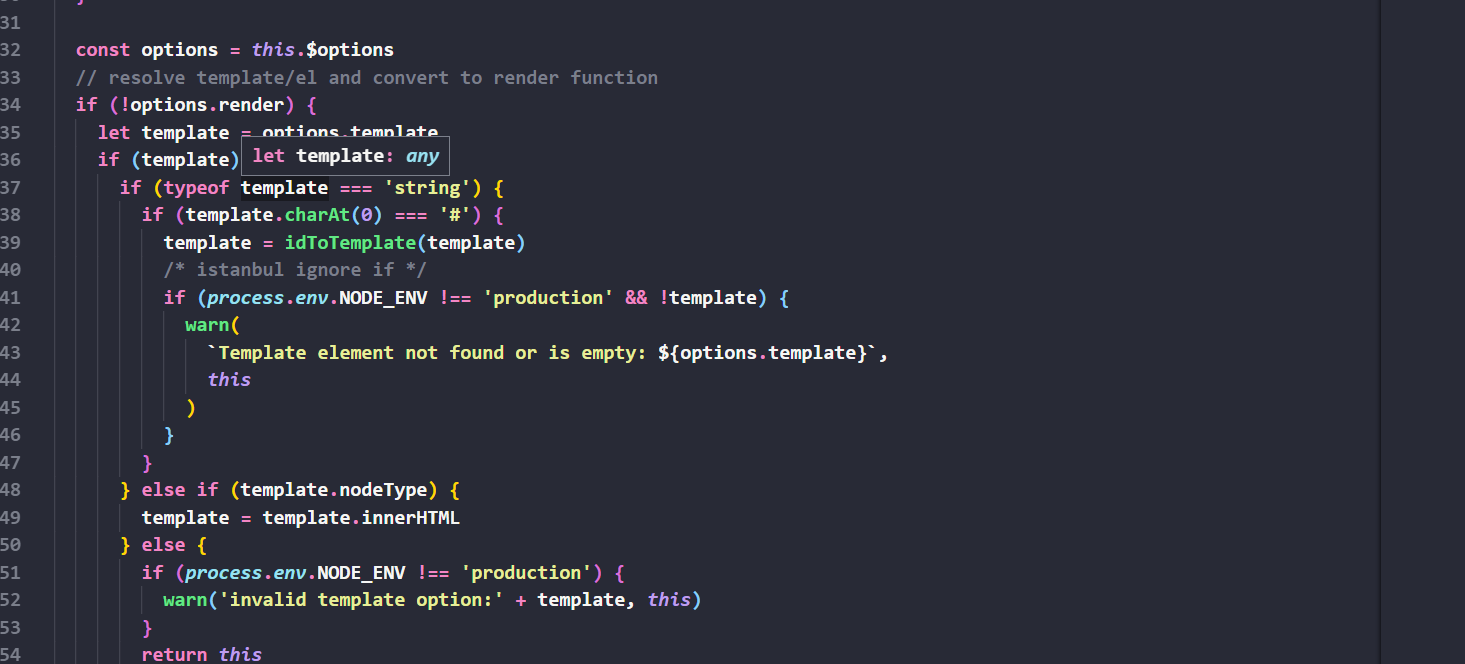 31
32 const options = this.$options
33 // resolve template/el and convert to render function
34 if (!options.render) {
35 let template = options.template
36 if (template)
let template: any
37 if (typeof template === 'string') {
38 if (template.charAt(0) === '#') {
39 template = idToTemplate(template)
40 /* istanbul ignore if */
41 if (process.env.NODE_ENV !== 'production' && !template) {
42 warn(
43 `Template element not found or is empty: ${options.template}`,
44 this
45 )
46 }
47 }
48 } else if (template.nodeType) {
49 template = template.innerHTML
50 } else {
51 if (process.env.NODE_ENV !== 'production') {
52 warn('invalid template option:' + template, this)
53 }
54 return this